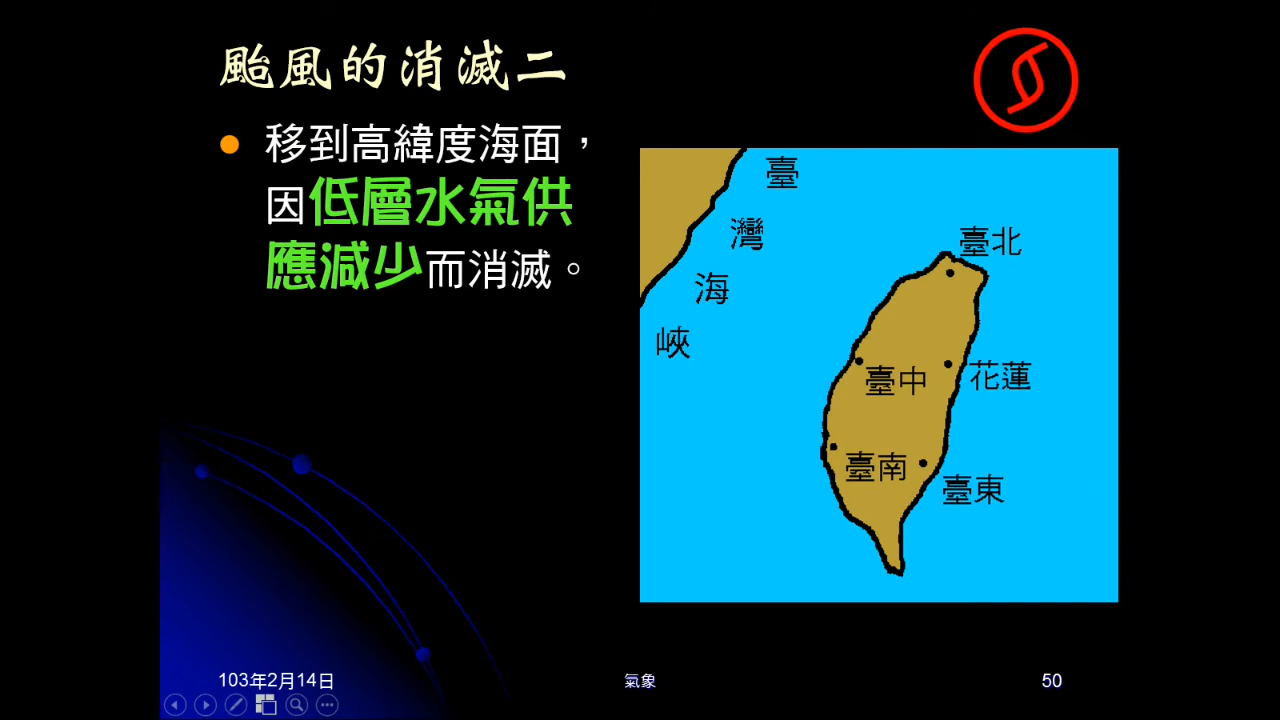 颱風的消滅二
移到高緯度海面，
因低層水氣供
應減少而消滅。
臺
灣
海
峽
臺北
臺中
花蓮
臺南
臺東
103年2月14日
氣象
50